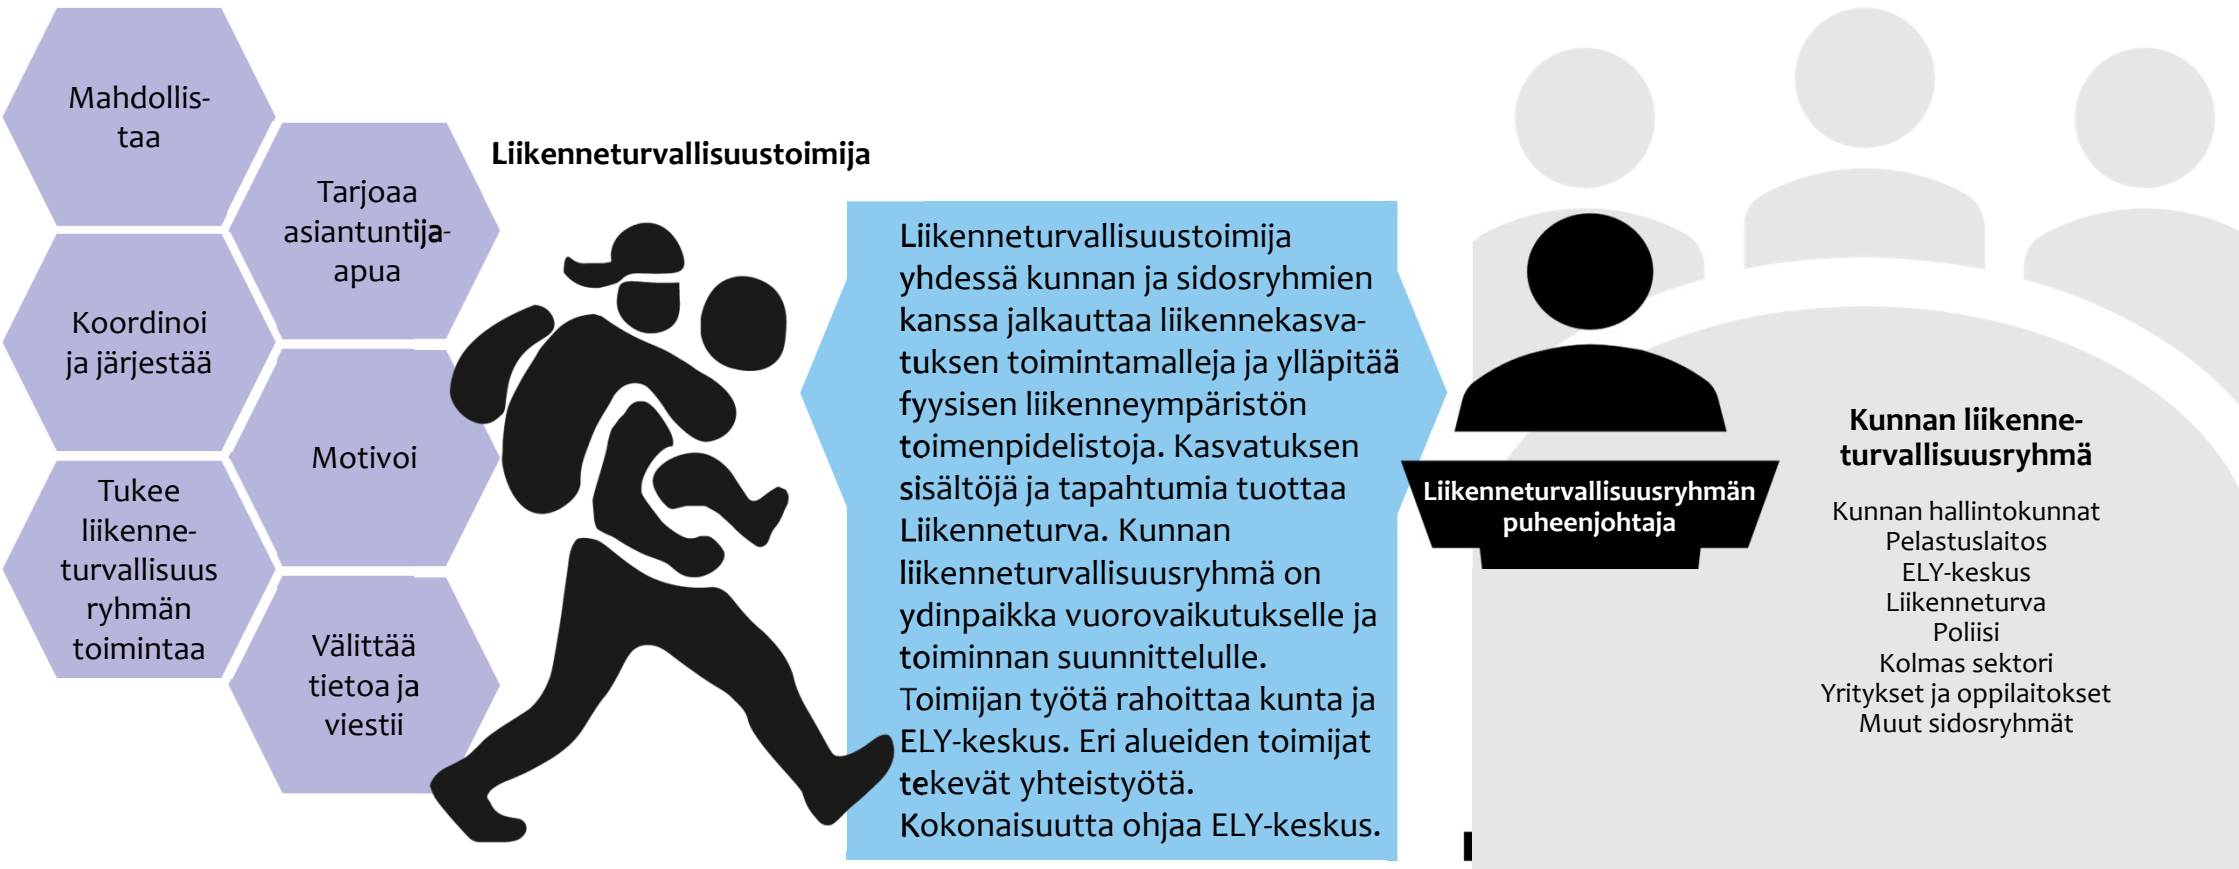 Mahdollis-
taa
Tarjoaa
asiantuntija-
apua
Koordinoi
ja järjestää
Motivoi
Tukee
liikenne-
turvallisuus
ryhmän
toimintaa
Välittää
tietoa ja
viestii
Liikenneturvallisuustoimija
Liikenneturvallisuustoimija
yhdessä kunnan ja sidosryhmien
kanssa jalkauttaa liikennekasva-
tuksen toimintamalleja ja ylläpitää
fyysisen liikenneympäristön
toimenpidelistoja. Kasvatuksen
sisältöjä ja tapahtumia tuottaa
Liikenneturva. Kunnan
liikenneturvallisuusryhmä on
ydinpaikka vuorovaikutukselle ja
toiminnan suunnittelulle.
Toimijan työtä rahoittaa kunta ja
ELY-keskus. Eri alueiden toimijat
tekevät yhteistyötä.
Kokonaisuutta ohjaa ELY-keskus.
Liikenneturvallisuusryhmän
puheenjohtaja
Kunnan liikenne-
turvallisuusryhmä
Kunnan hallintokunnat
Pelastuslaitos
ELY-keskus
Liikenneturva
Poliisi
Kolmas sektori
Yritykset ja oppilaitokset
Muut sidosryhmät